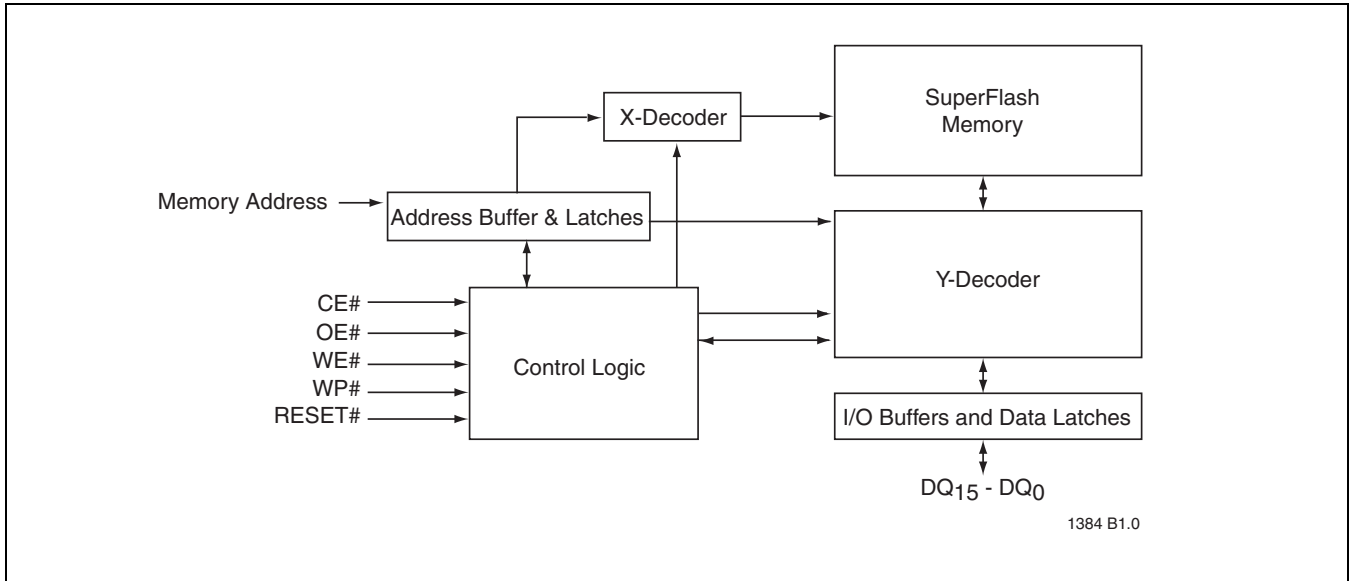 SuperFlash
Memory
X-Decoder
Memory Address
Address Buffer & Latches
Y-Decoder
CE#
OE#
WE#
WP#
RESET#
Control Logic
I/O Buffers and Data Latches
DQ15 - DQ0
1384 B1.0